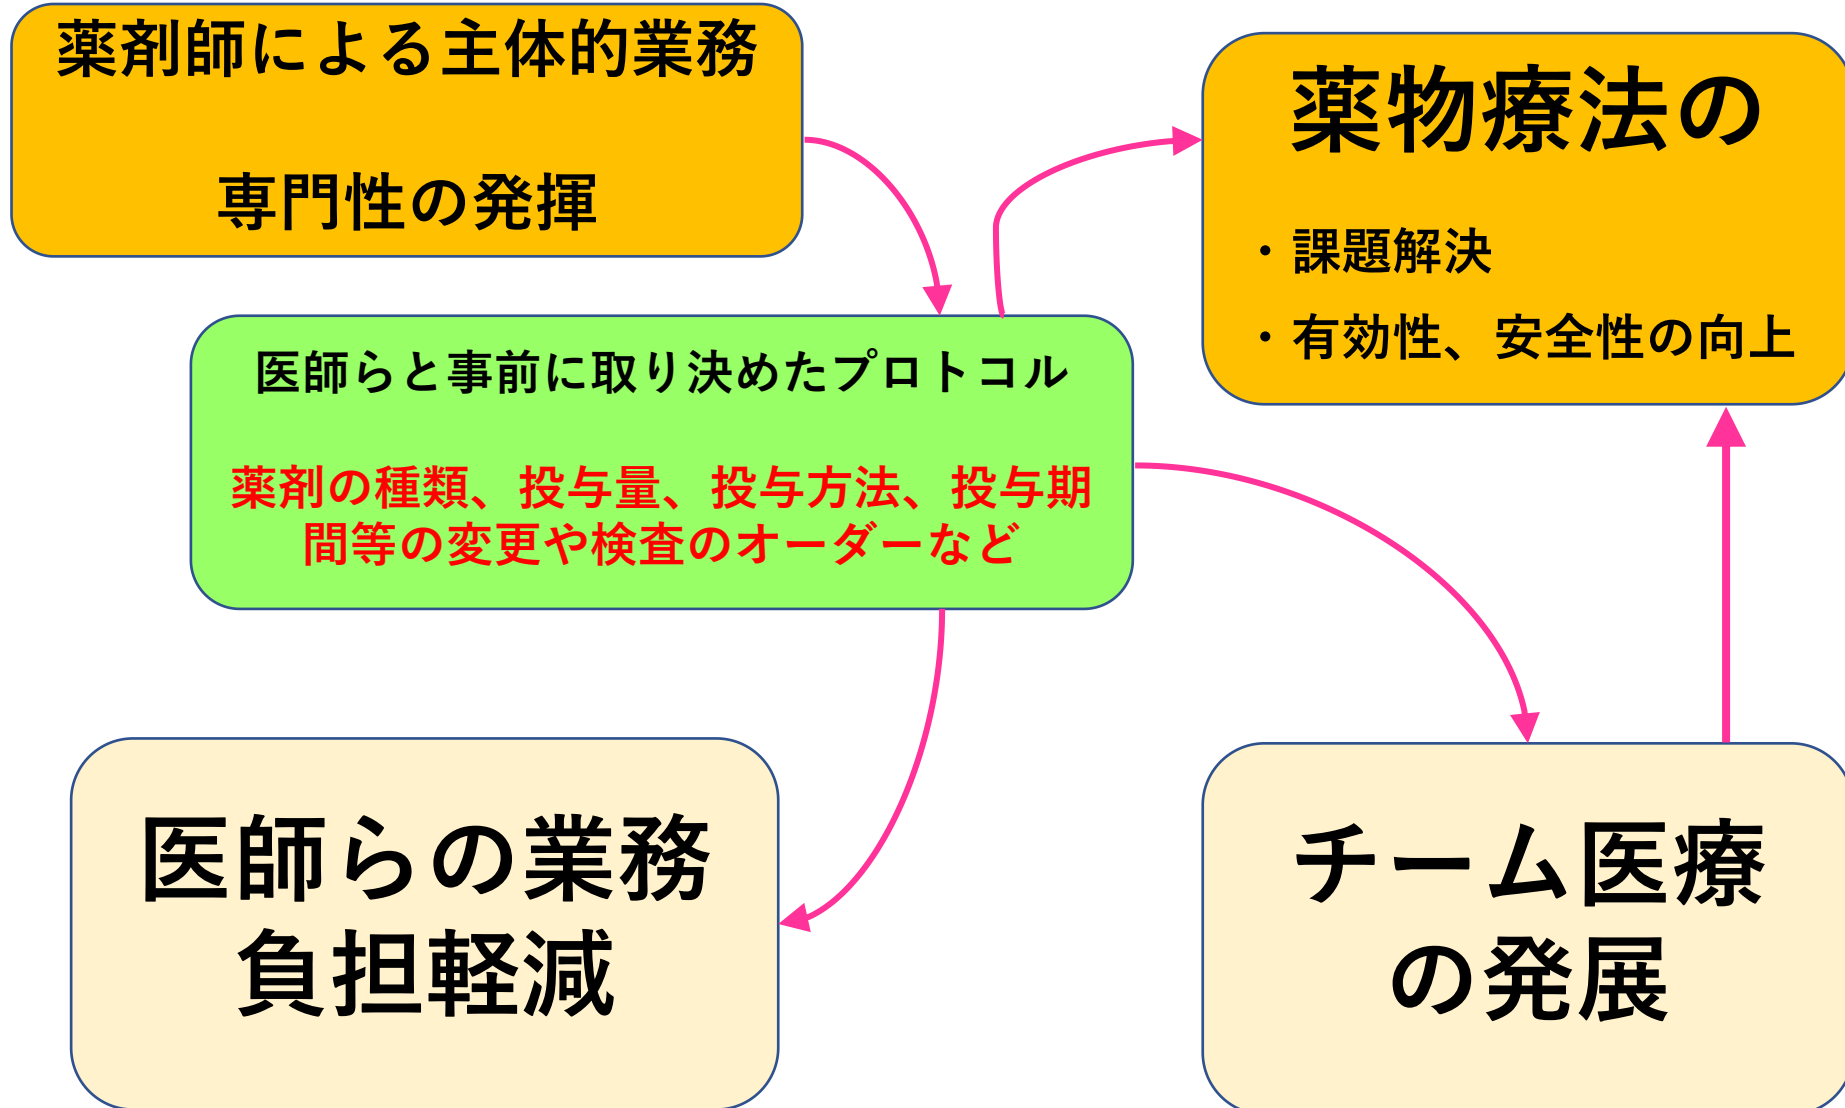 薬剤師による主体的業務
専門性の発揮
薬物療法の
・課題解決
・有効性、安全性の向上
医師らと事前に取り決めたプロトコル
薬剤の種類、投与量、投与方法、投与期
間等の変更や検査のオーダーなど
医師らの業務
負担軽減
チーム医療
の発展